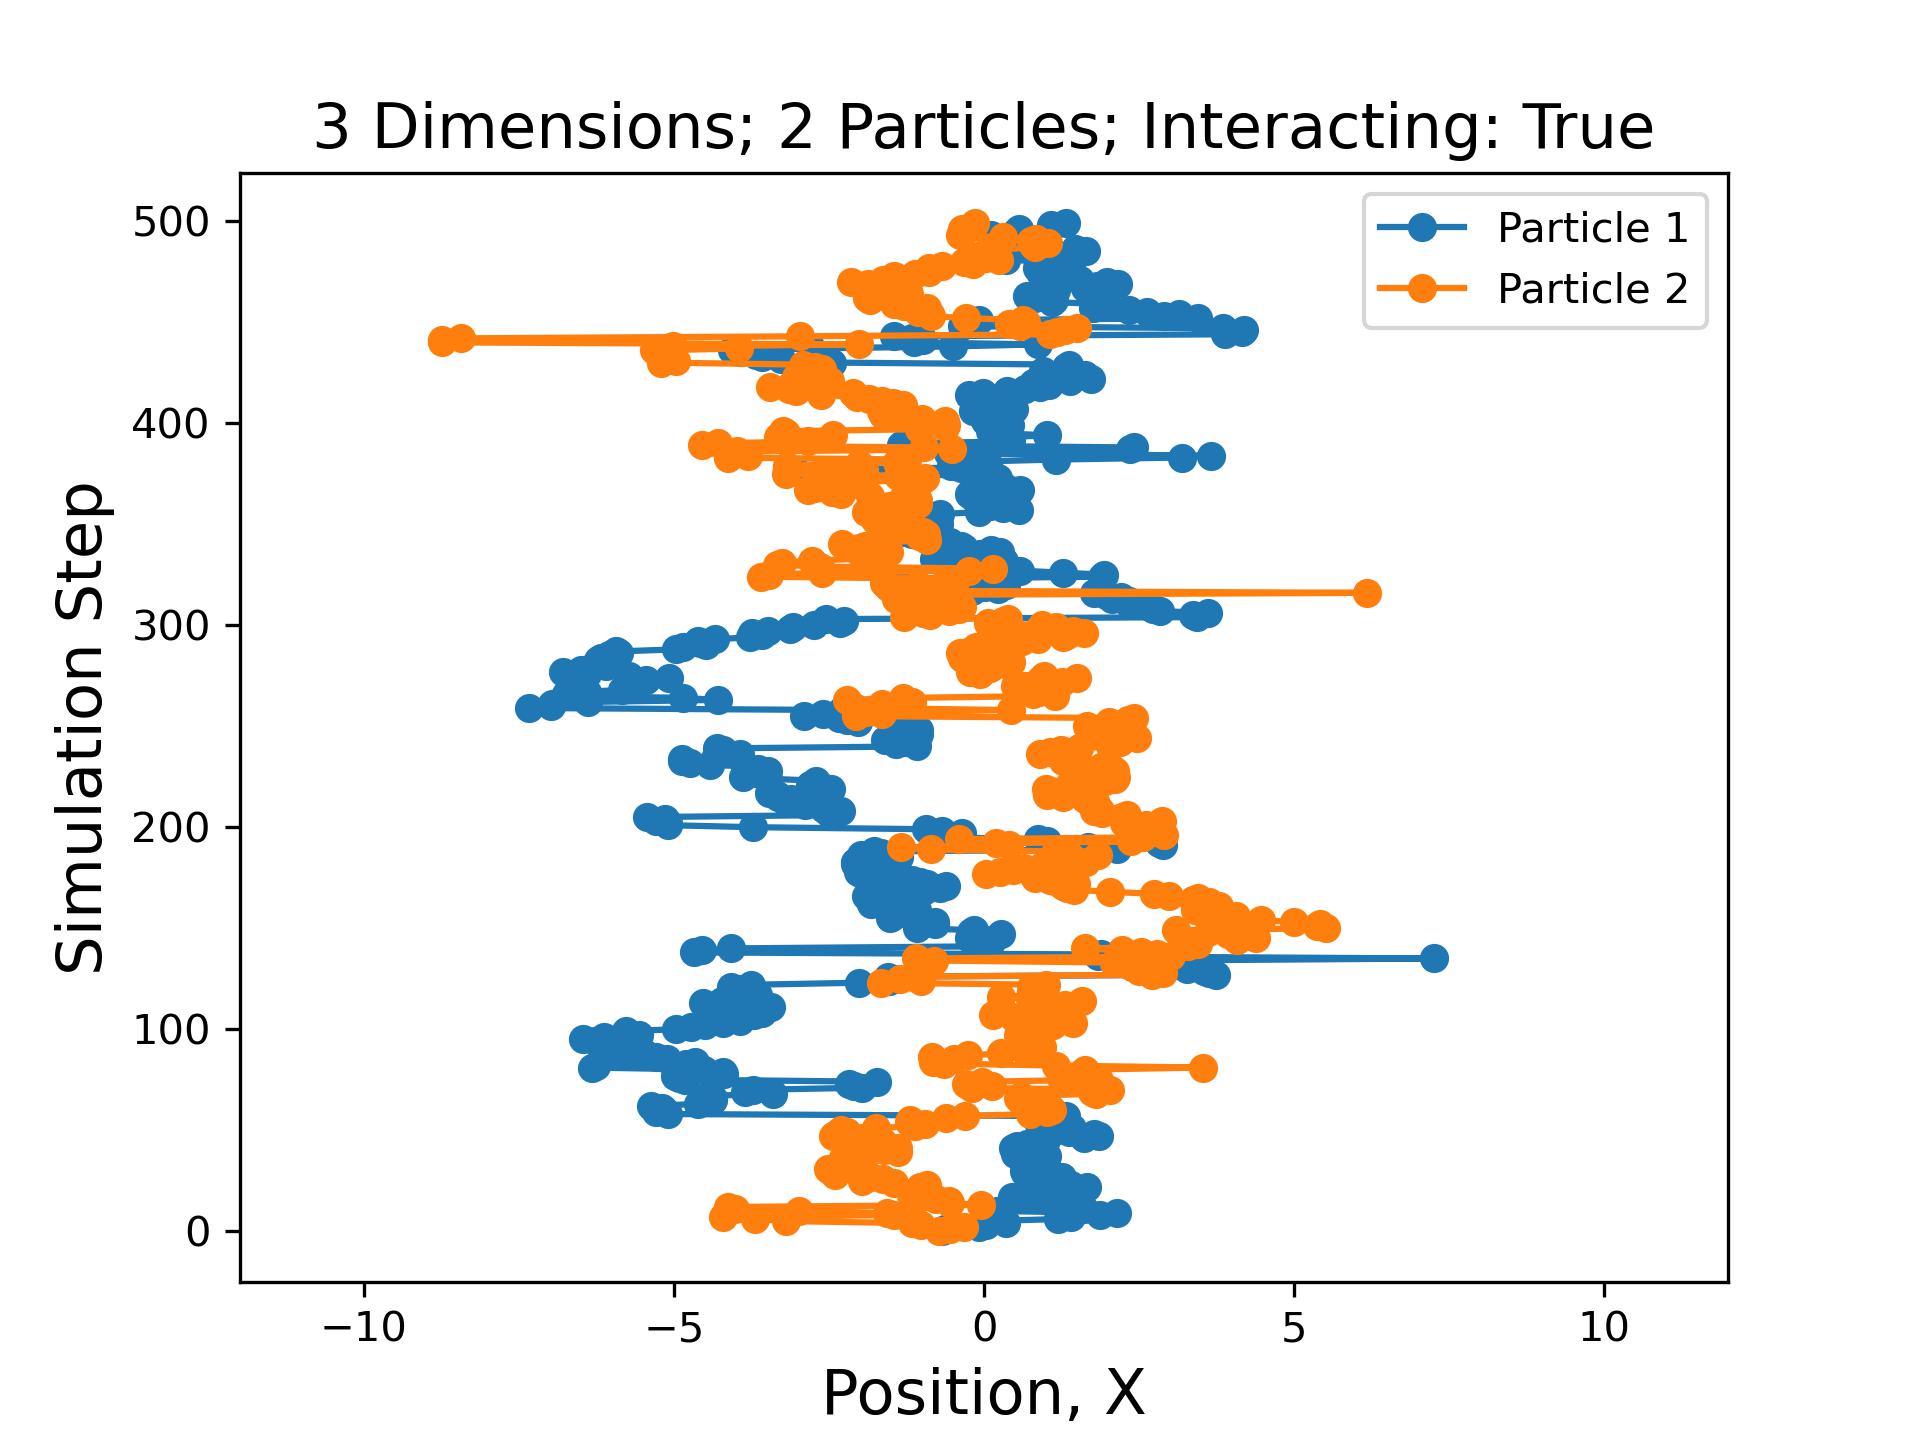 3 Dimensions; 2 Particles; Interacting: True
Particle 1
Particle 2
Simulation Step
500
400
300
200
100
0
−10
−5
0
5
10
Position, X